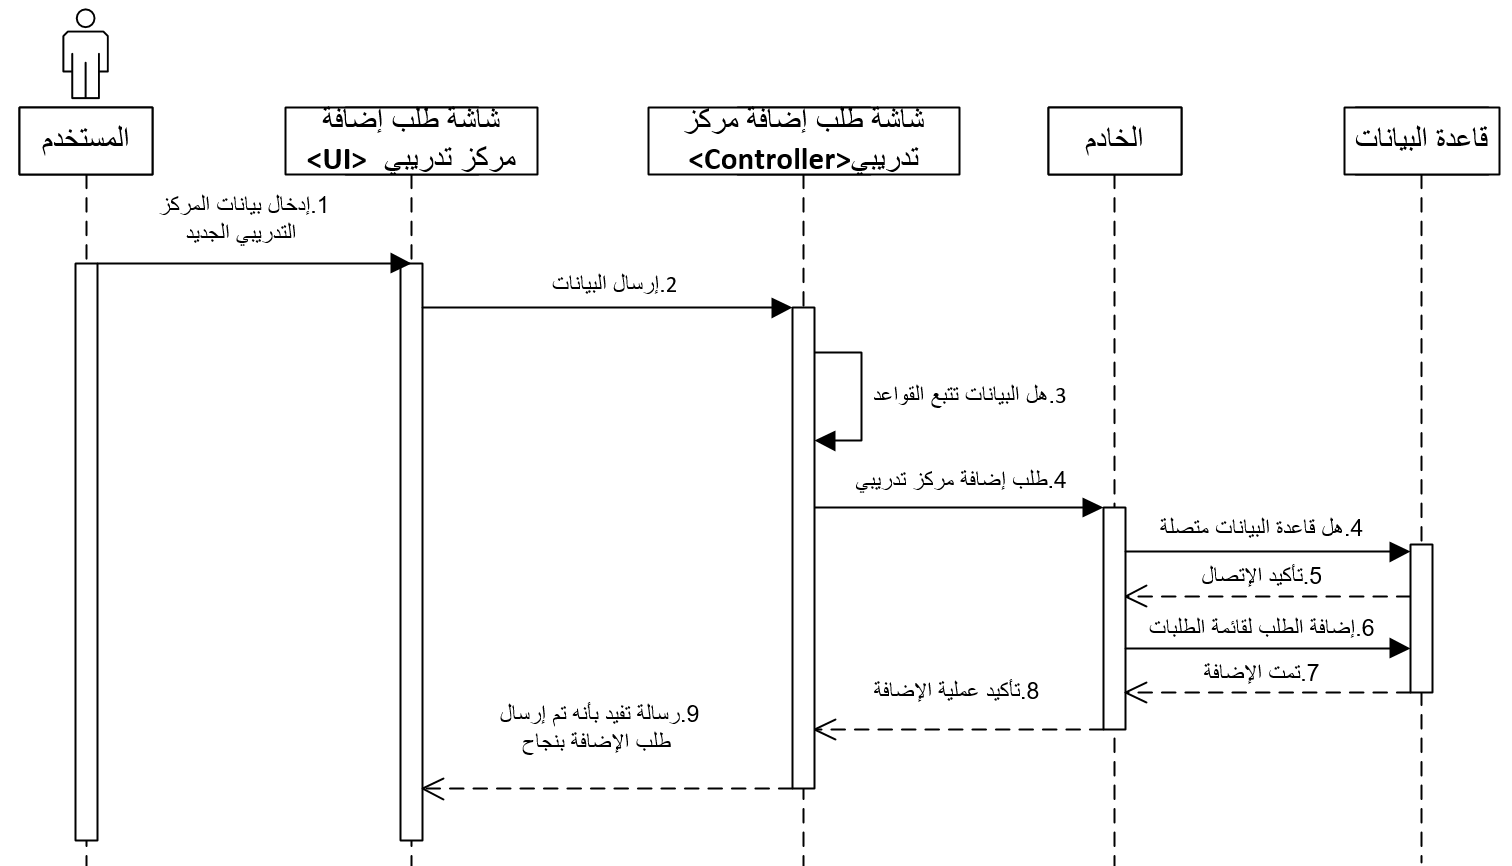 المستخدم
شاشة طلب إضافة
مركز تدريبي <UI>
شاشة طلب إضافة مركز
تدريبي<Controller>
الخادم
قاعدة البيانات
1.إدخال بيانات المركز
التدريبي الجديد
2.إرسال البيانات
3.هل البيانات تتبع القواعد
4.طلب إضافة مركز تدريبي
4.هل قاعدة البيانات متصلة
5.تأكيد الإتصال
6.إضافة الطلب لقائمة الطلبات
7.تمت الإضافة
8.تأكيد عملية الإضافة
9.رسالة تفيد بأنه تم إرسال
طلب الإضافة بنجاح